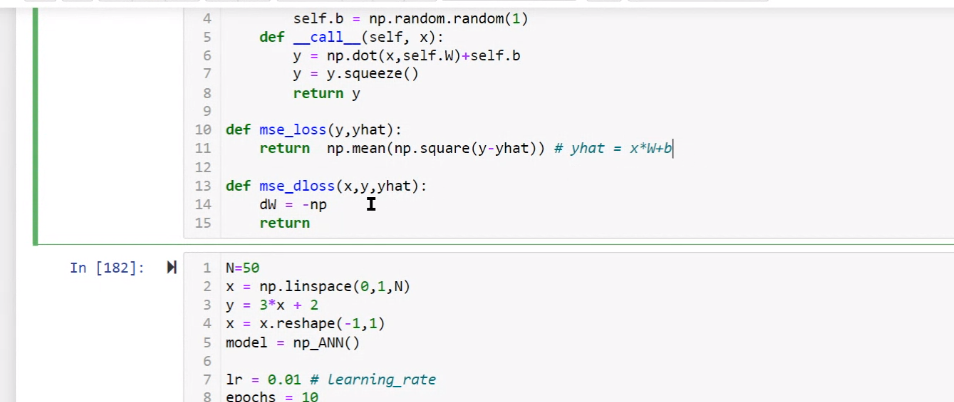 4 self.b = np.random.random(1)
5 def __call__(self, x):
6 y = np.dot(x,self.W)+self.b
7 y = y.squeeze()
8 return y
9
10 def mse_loss(y,yhat):
11 return  np.mean(np.square(y-yhat)) # yhat = x*W+b
12
13 def mse_dloss(x,y,yhat):
14 dW = -np
15 return
In [182]:
1 N=50
2 x = np.linspace(0,1,N)
3 y = 3*x + 2
4 x = x.reshape(-1,1)
5 model = np_ANN()
6
7 lr = 0.01 # Learning_rate
8 epochs = 10